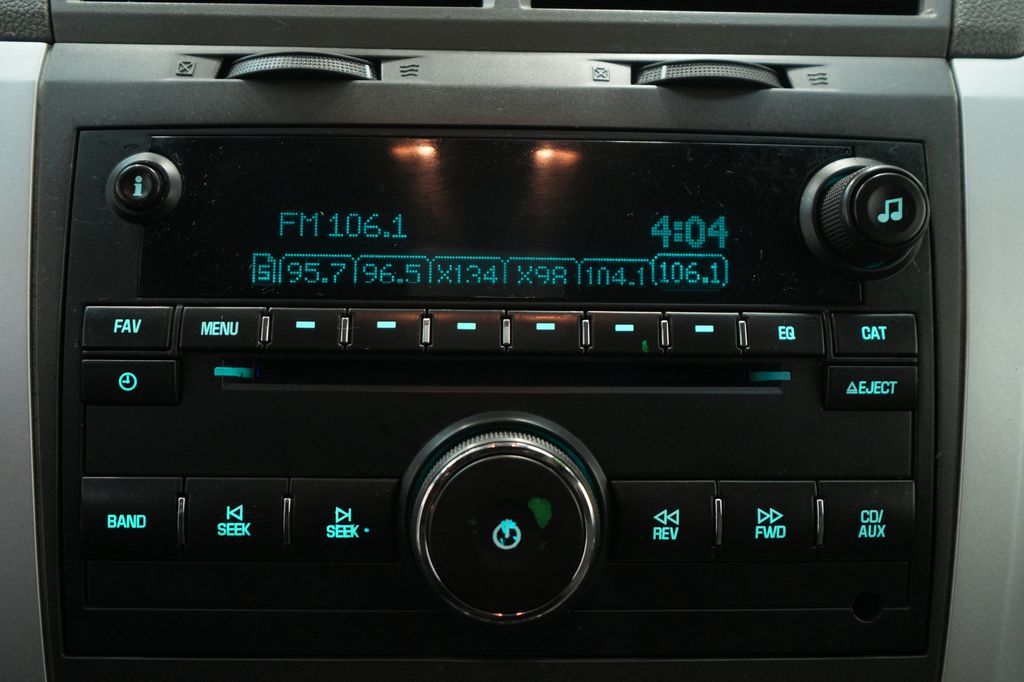 FM 106.1 4:04
5 95.7 96.5 X134 X98 104.1 106.1
FAV MENU EQ CAT
EJECT
BAND SEEK SEEK REV FWD CD/
AUX